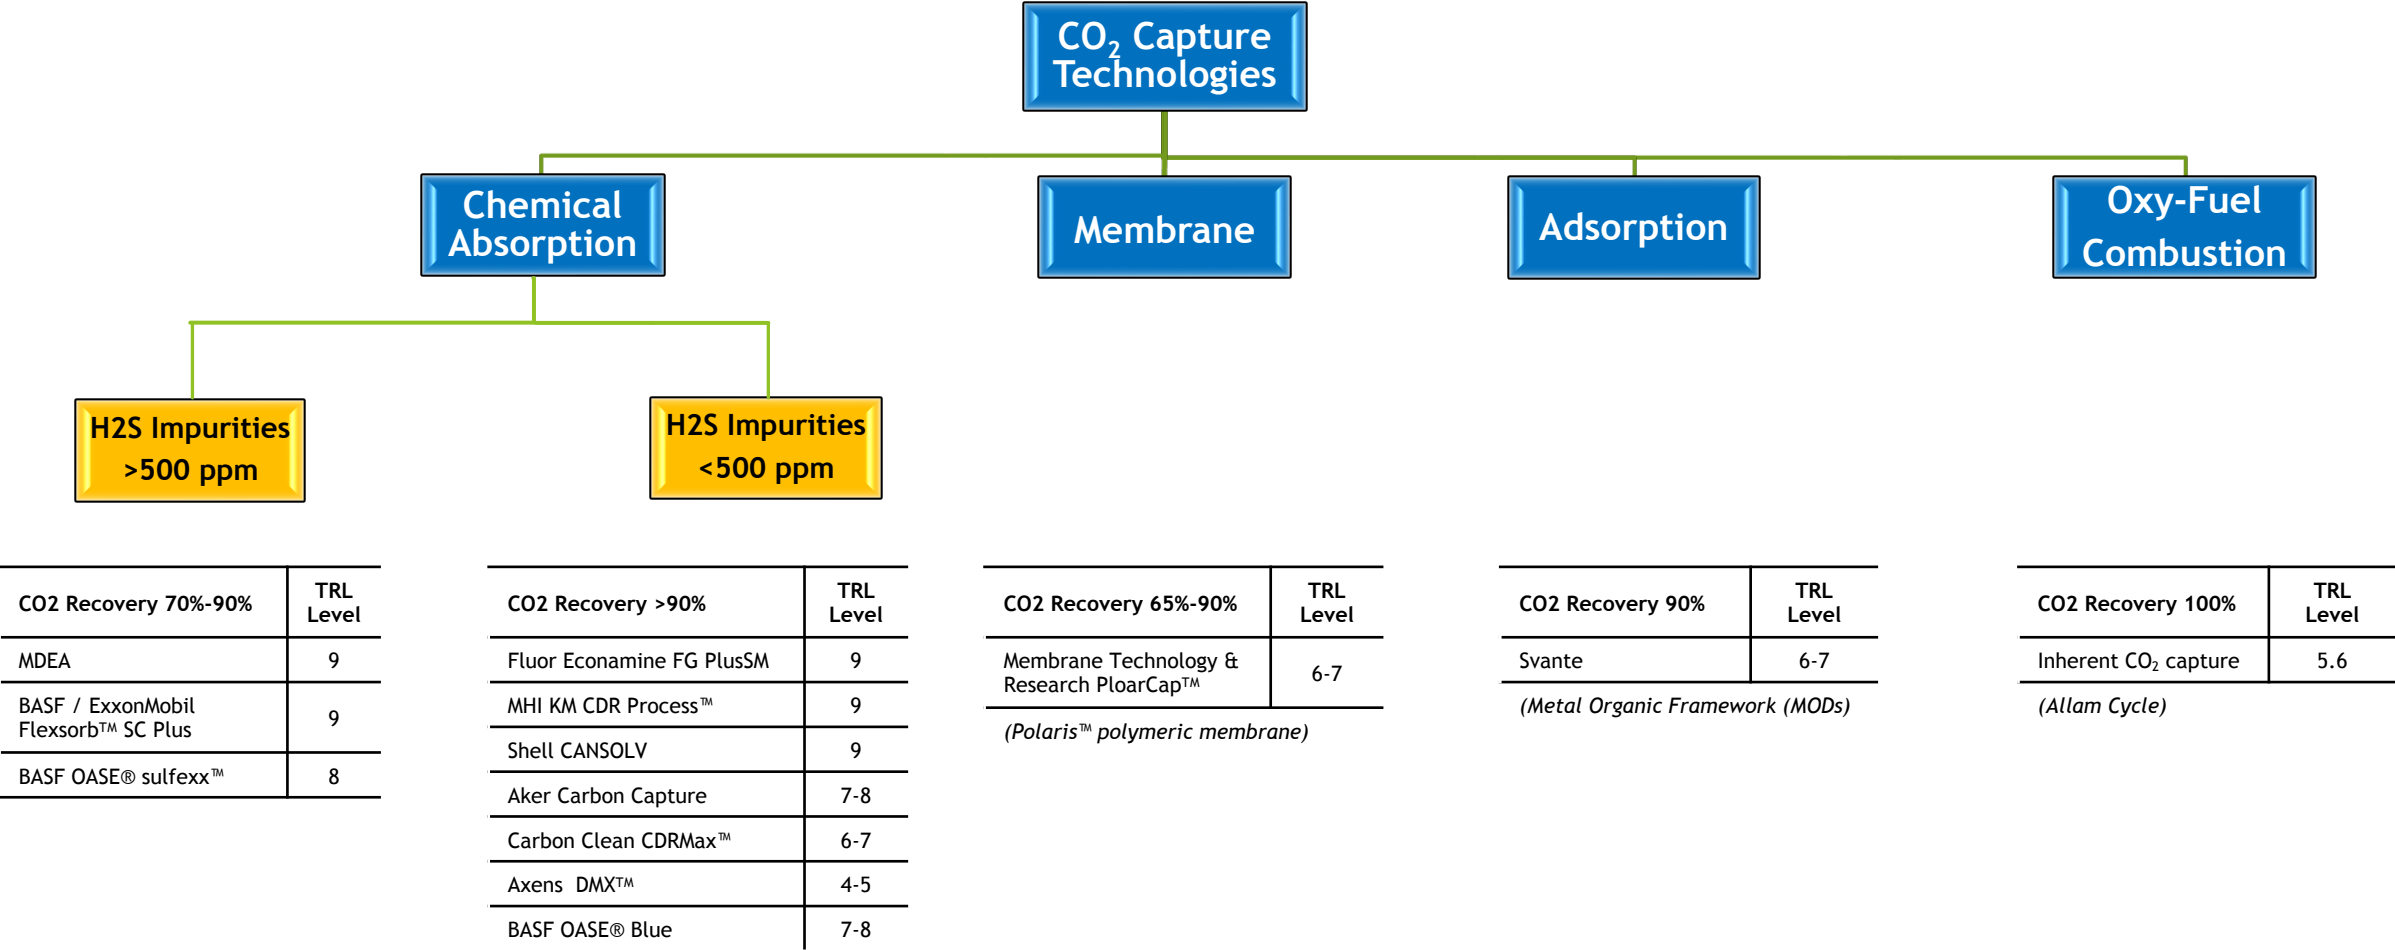 CO₂ Capture
Technologies
Chemical
Absorption
Membrane
Adsorption
Oxy-Fuel
Combustion
H2S Impurities
>500 ppm
H2S Impurities
<500 ppm
CO2 Recovery 70%-90%
TRL
Level
MDEA
9
BASF / ExxonMobil
Flexsorb™ SC Plus
9
BASF OASE® sulfexx™
8
CO2 Recovery >90%
TRL
Level
Fluor Econamine FG PlusSM
9
MHI KM CDR Process™
9
Shell CANSOLV
9
Aker Carbon Capture
7-8
Carbon Clean CDRMax™
6-7
Axens DMX™
4-5
BASF OASE® Blue
7-8
CO2 Recovery 65%-90%
TRL
Level
Membrane Technology &
Research PloarCap™
6-7
(Polaris™ polymeric membrane)
CO2 Recovery 90%
TRL
Level
Svante
6-7
(Metal Organic Framework (MODs)
CO2 Recovery 100%
TRL
Level
Inherent CO₂ capture
5.6
(Allam Cycle)